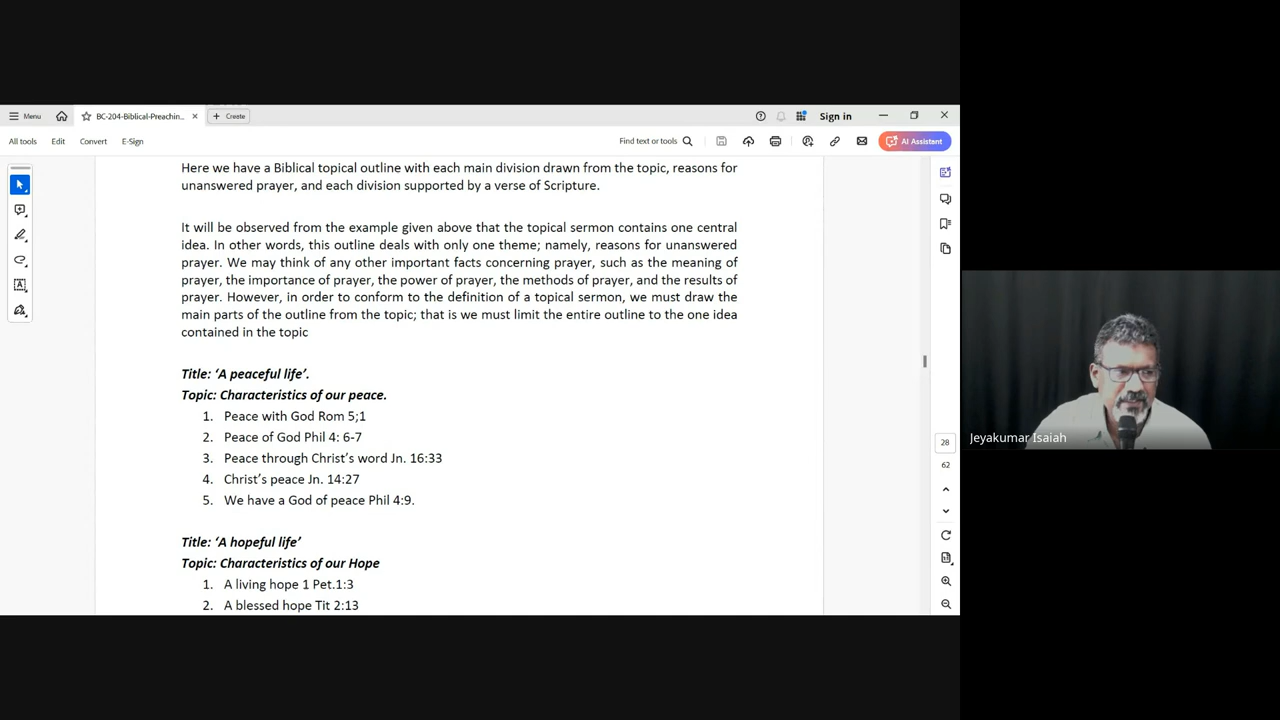 Menu
BC-204-Biblical-Preachin...
Create
Sign in
All tools
Edit
Convert
E-Sign
Find text or tools
AI Assistant
Here we have a Biblical topical outline with each main division drawn from the topic, reasons for
unanswered prayer, and each division supported by a verse of Scripture.
It will be observed from the example given above that the topical sermon contains one central
idea. In other words, this outline deals with only one theme; namely, reasons for unanswered
prayer. We may think of any other important facts concerning prayer, such as the meaning of
prayer, the importance of prayer, the power of prayer, the methods of prayer, and the results of
prayer. However, in order to conform to the definition of a topical sermon, we must draw the
main parts of the outline from the topic; that is we must limit the entire outline to the one idea
contained in the topic
Title: ‘A peaceful life’.
Topic: Characteristics of our peace.
1. Peace with God Rom 5;1
2. Peace of God Phil 4: 6-7
3. Peace through Christ’s word Jn. 16:33
4. Christ’s peace Jn. 14:27
5. We have a God of peace Phil 4:9.
Title: ‘A hopeful life’
Topic: Characteristics of our Hope
1. A living hope 1 Pet.1:3
2. A blessed hope Tit 2:13
28
62
Jeyakumar Isaiah